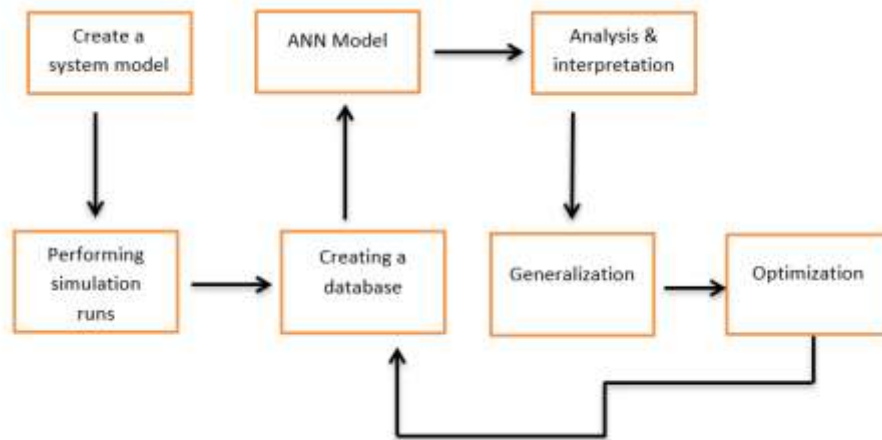 Create a
system model
ANN Model
Analysis &
interpretation
Performing
simulation
runs
Creating a
database
Generalization
Optimization